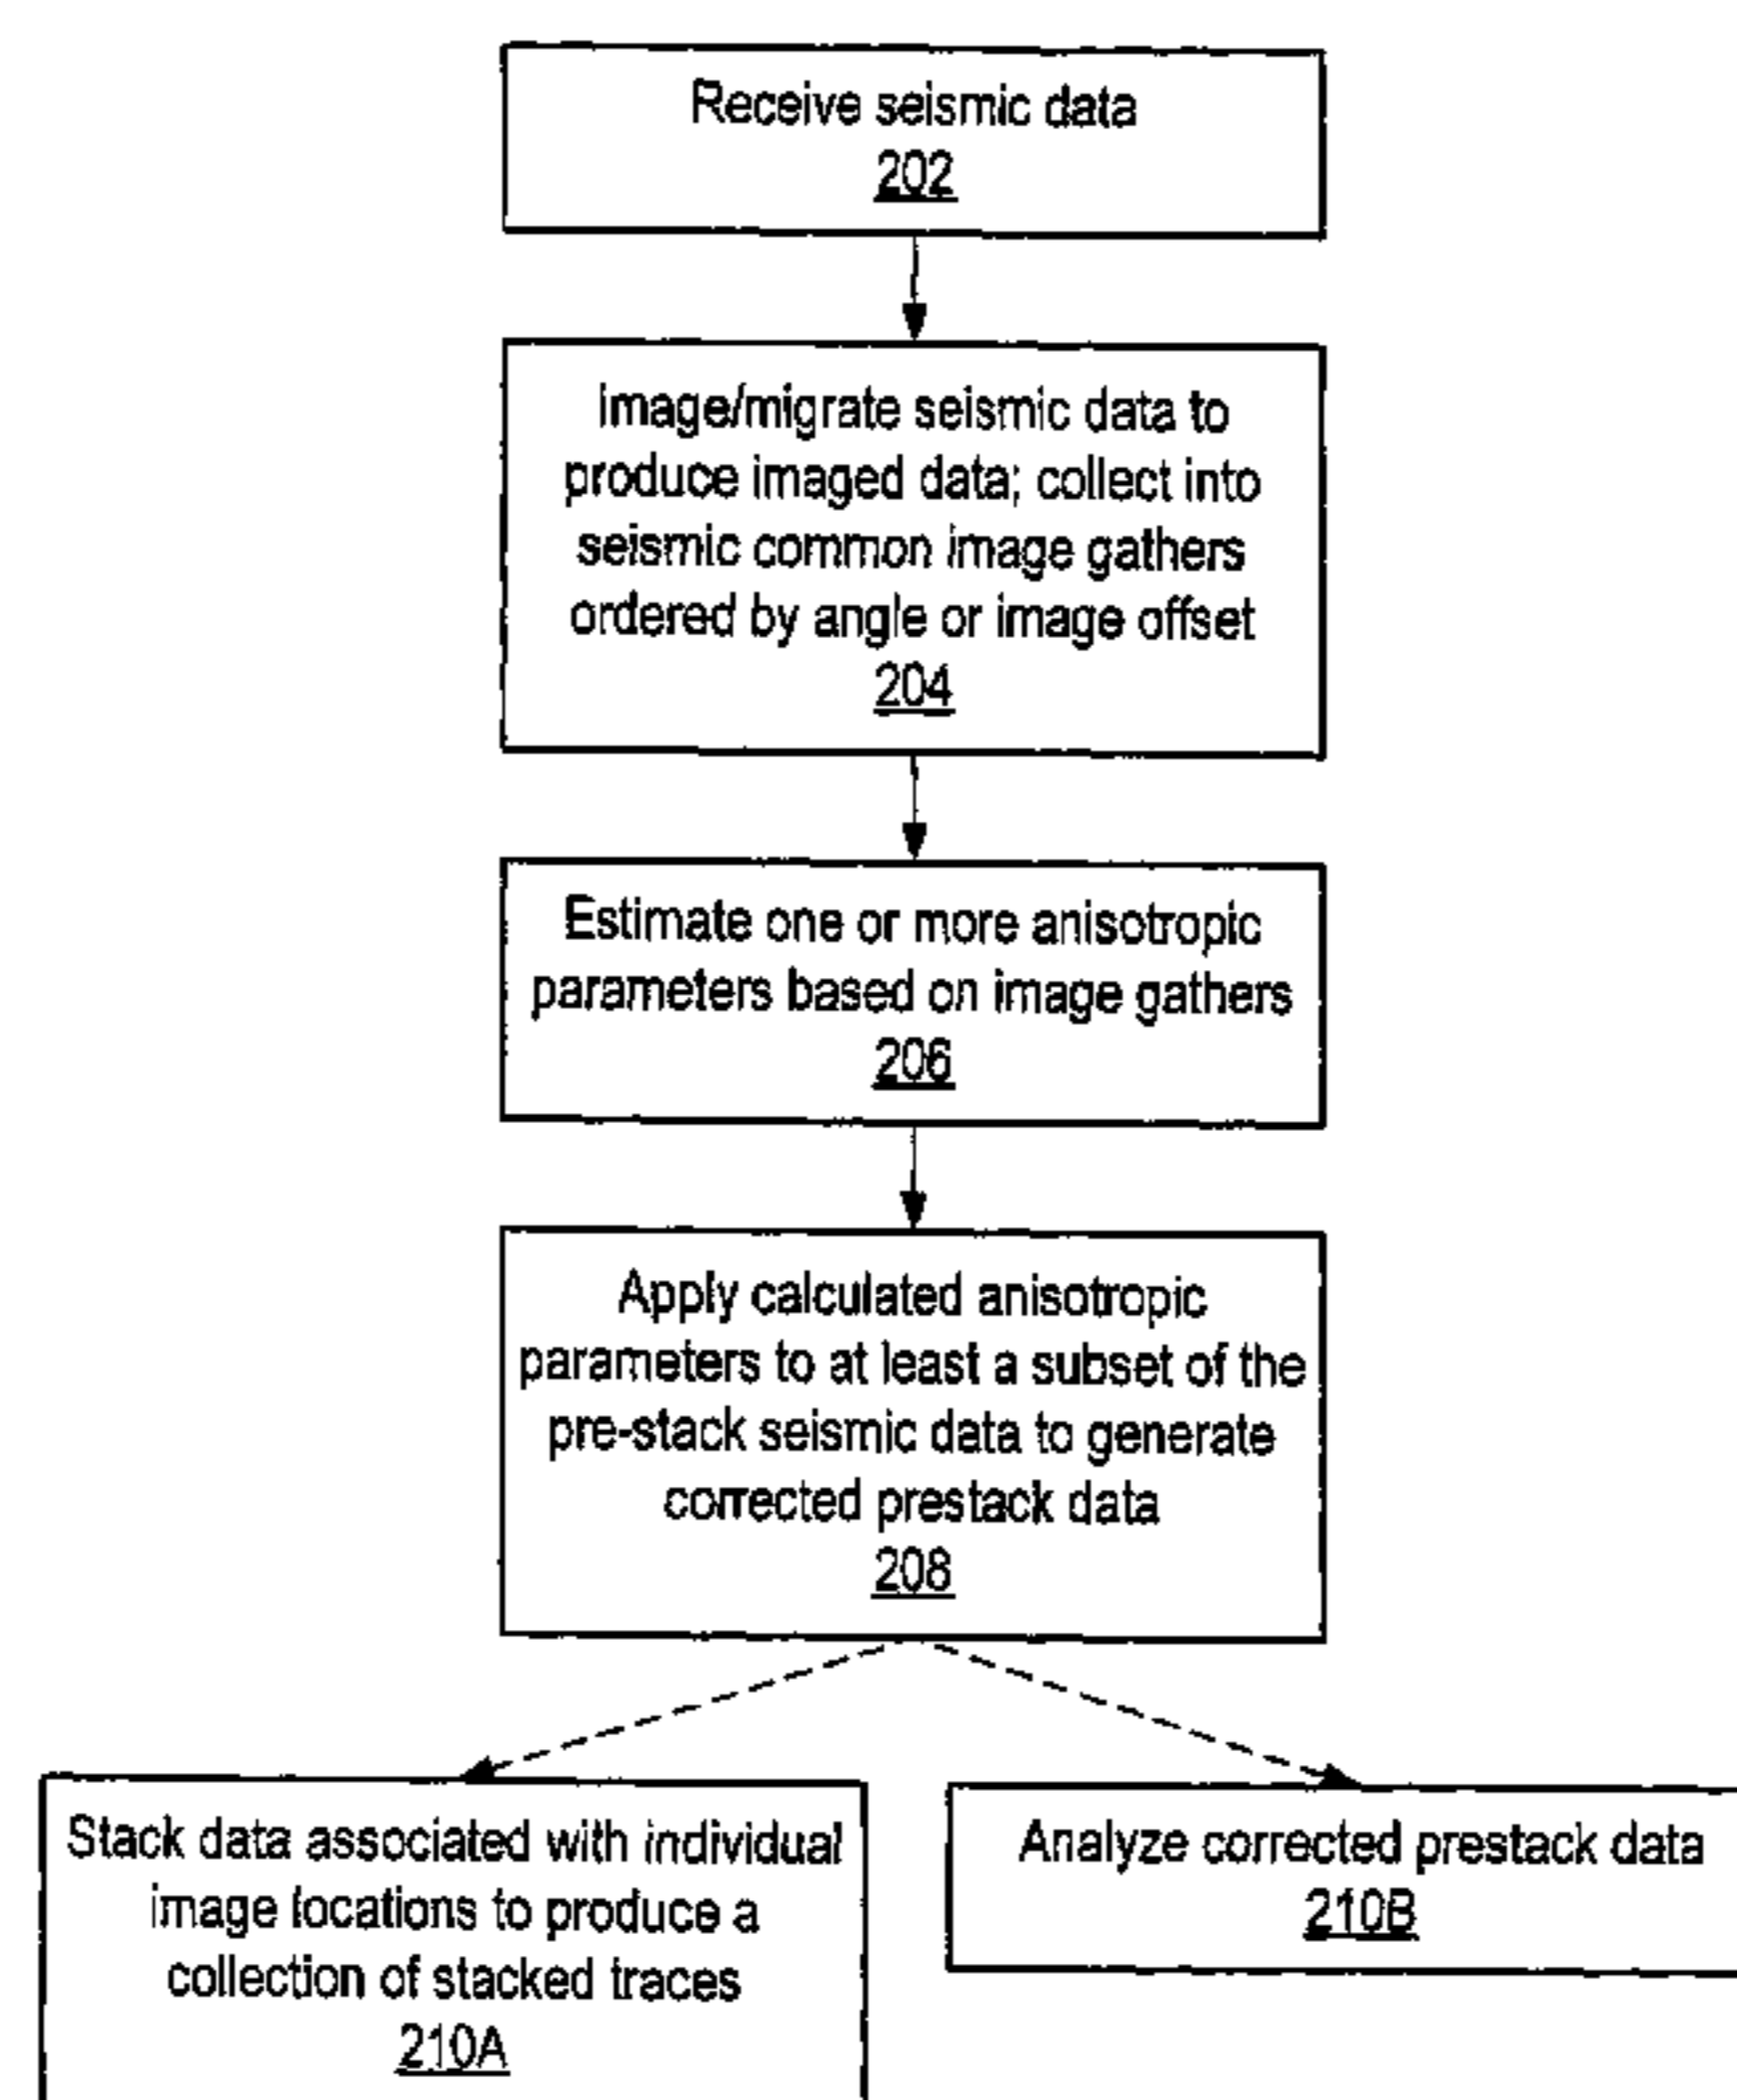 Receive seismic data
202
Image/migrate seismic data to
produce imaged data; collect into
seismic common image gathers
ordered by angle or image offset
204
Estimate one or more anisotropic
parameters based on image gathers
206
Apply calculated anisotropic
parameters to at least a subset of the
pre-stack seismic data to generate
corrected prestack data
208
Stack data associated with individual
image locations to produce a
collection of stacked traces
210A
Analyze corrected prestack data
210B